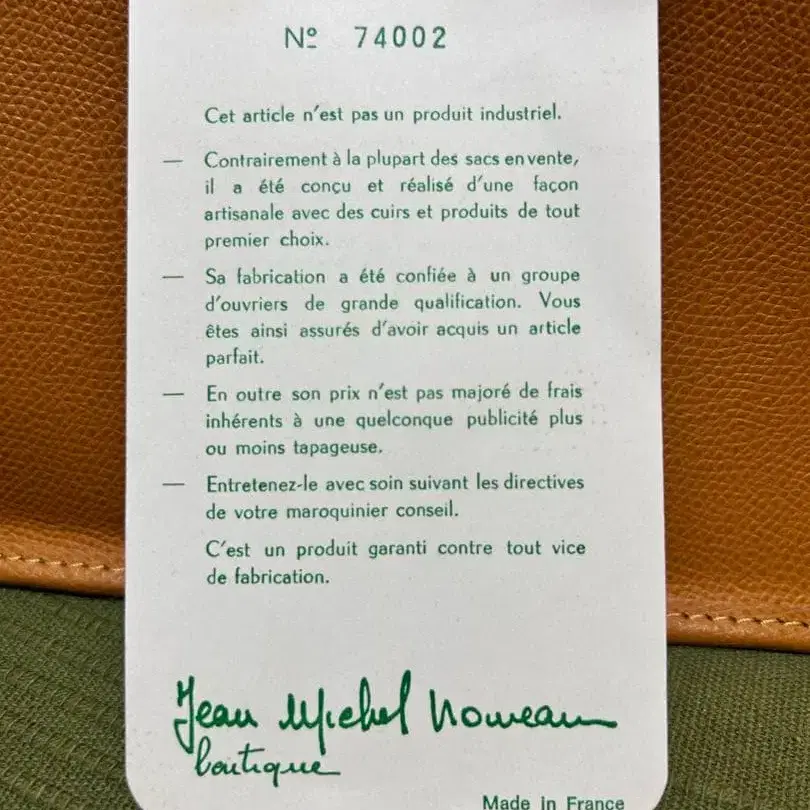 Nº 74002
Cet article n'est pas un produit industriel.
— Contrairement à la plupart des sacs en vente,
il a été conçu et réalisé d'une façon
artisanale avec des cuirs et produits de tout
premier choix.
— Sa fabrication a été confiée à un groupe
d'ouvriers de grande qualification. Vous
êtes ainsi assurés d'avoir acquis un article
parfait.
— En outre son prix n'est pas majoré de frais
inhérents à une quelconque publicité plus
ou moins tapageuse.
— Entretenez-le avec soin suivant les directives
de votre maroquinier conseil.
C'est un produit garanti contre tout vice
de fabrication.
Jean Michel Nouveau
boutique
Made in France